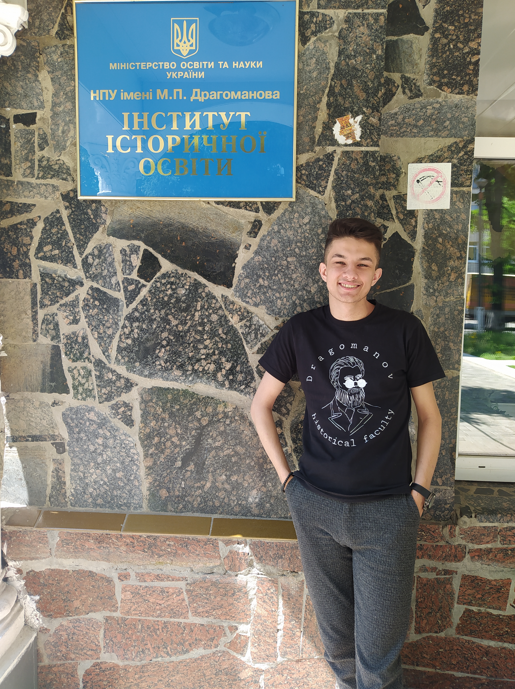 МІНІСТЕРСТВО ОСВІТИ ТА НАУКИ
УКРАЇНИ
НПУ імені М.П. Драгоманова
ІНСТИТУТ
ІСТОРИЧНОЇ
ОСВІТИ
Dragomanov
historical faculty